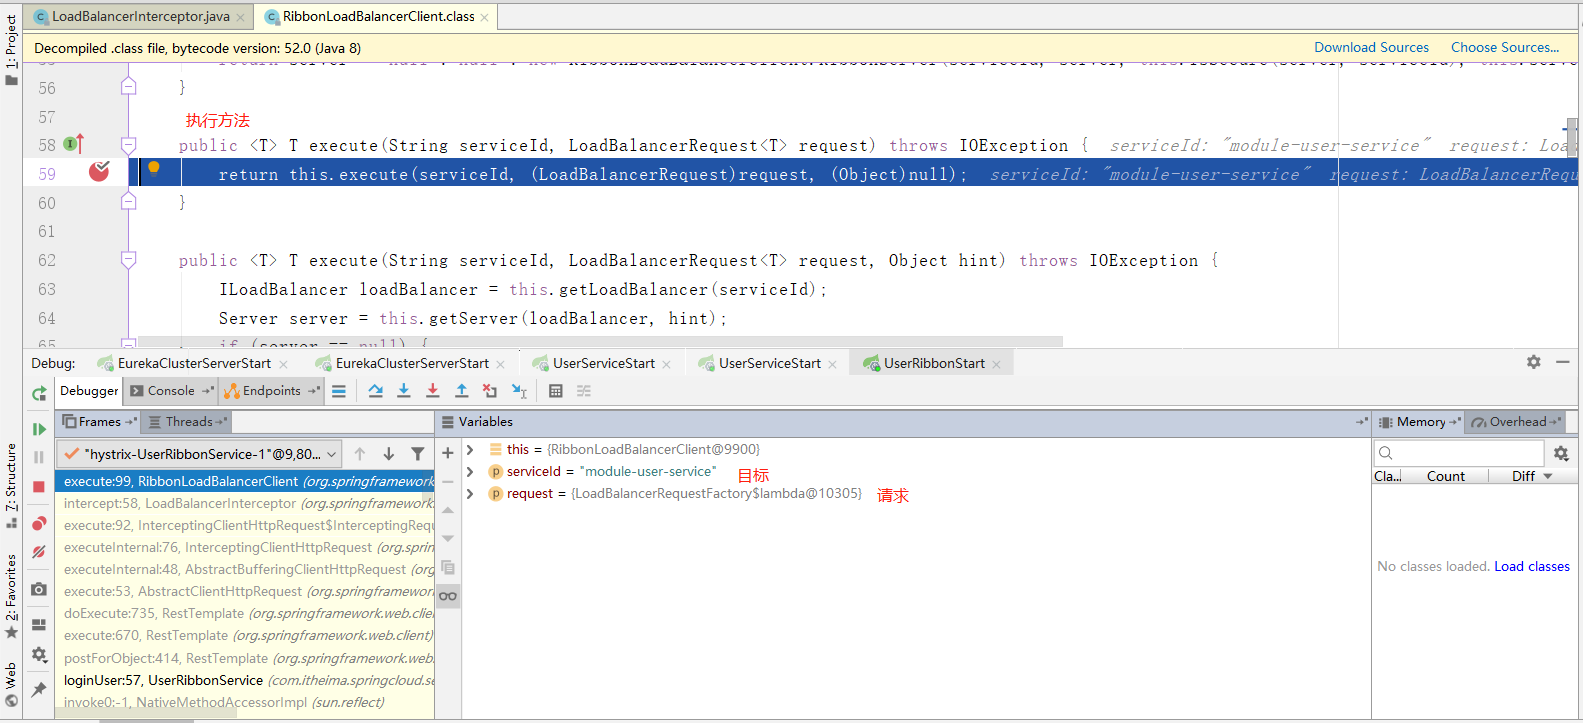 LoadBalancerInterceptor.java
RibbonLoadBalancerClient.class
Decompiled .class file, bytecode version: 52.0 (Java 8)
Download Sources
Choose Sources...
56
}
57
执行方法
58
public <T> T execute(String serviceId, LoadBalancerRequest<T> request) throws IOException { serviceId: "module-user-service" request: Loa
59
return this.execute(serviceId, (LoadBalancerRequest)request, (Object)null); serviceId: "module-user-service" request: LoadBalancerRequ
60
}
61
62
public <T> T execute(String serviceId, LoadBalancerRequest<T> request, Object hint) throws IOException {
63
ILoadBalancer loadBalancer = this.getLoadBalancer(serviceId);
64
Server server = this.getServer(loadBalancer, hint);
65
if (server == null) {
Debug:
EurekaClusterServerStart
EurekaClusterServerStart
UserServiceStart
UserServiceStart
UserRibbonStart
Debugger
Console
Endpoints
Frames
Threads
Variables
Memory
Overhead
"hystrix-UserRibbonService-1"@9,80...
execute:99, RibbonLoadBalancerClient (org.springframework
intercept:58, LoadBalancerInterceptor (org.springframework
execute:92, InterceptingClientHttpRequest$InterceptingRequ
executeInternal:76, InterceptingClientHttpRequest (org.sprin
executeInternal:48, AbstractBufferingClientHttpRequest (org
execute:53, AbstractClientHttpRequest (org.springframework
doExecute:735, RestTemplate (org.springframework.web.clie
execute:670, RestTemplate (org.springframework.web.client)
postForObject:414, RestTemplate (org.springframework.web.
loginUser:57, UserRibbonService (com.itheima.springcloud.se
invoke0:-1, NativeMethodAccessorImpl (sun.reflect)
this = {RibbonLoadBalancerClient@9900}
serviceId = "module-user-service"
目标
request = {LoadBalancerRequestFactory$lambda@10305}
请求
Cla...
Count
Diff
No classes loaded. Load classes
1: Project
7: Structure
2: Favorites
Web